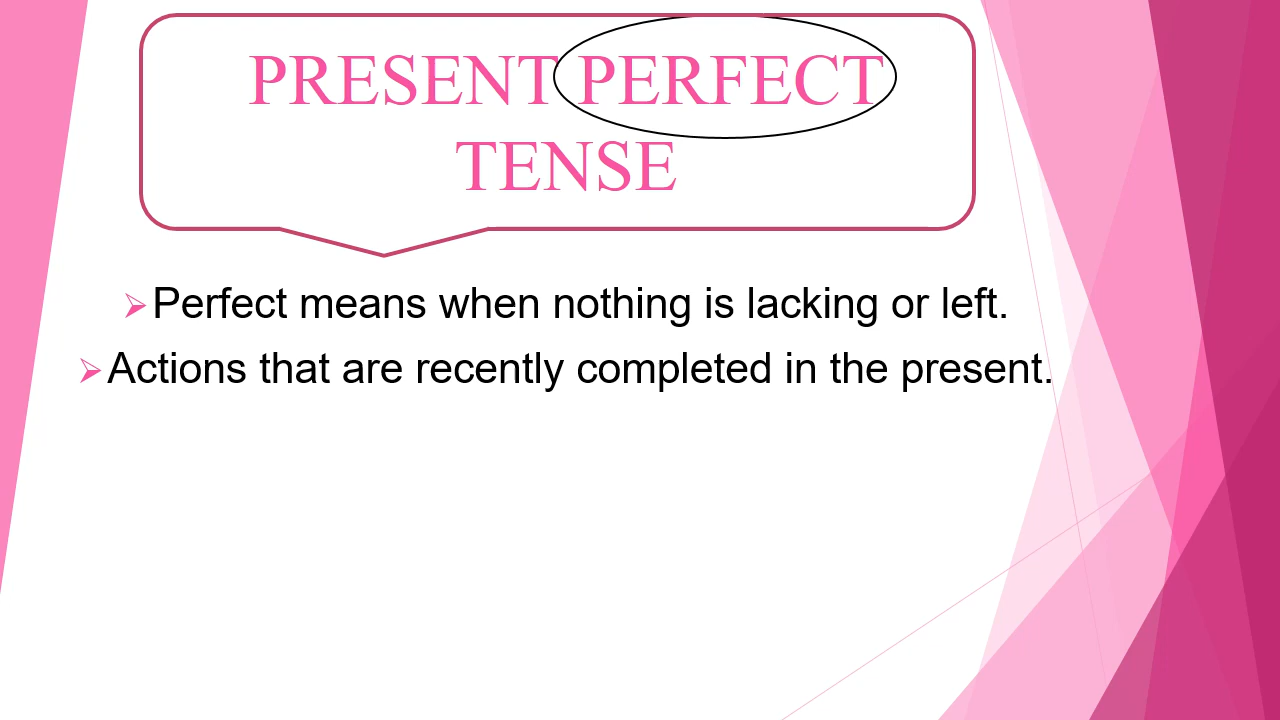 PRESENT PERFECT
TENSE
Perfect means when nothing is lacking or left.
Actions that are recently completed in the present.